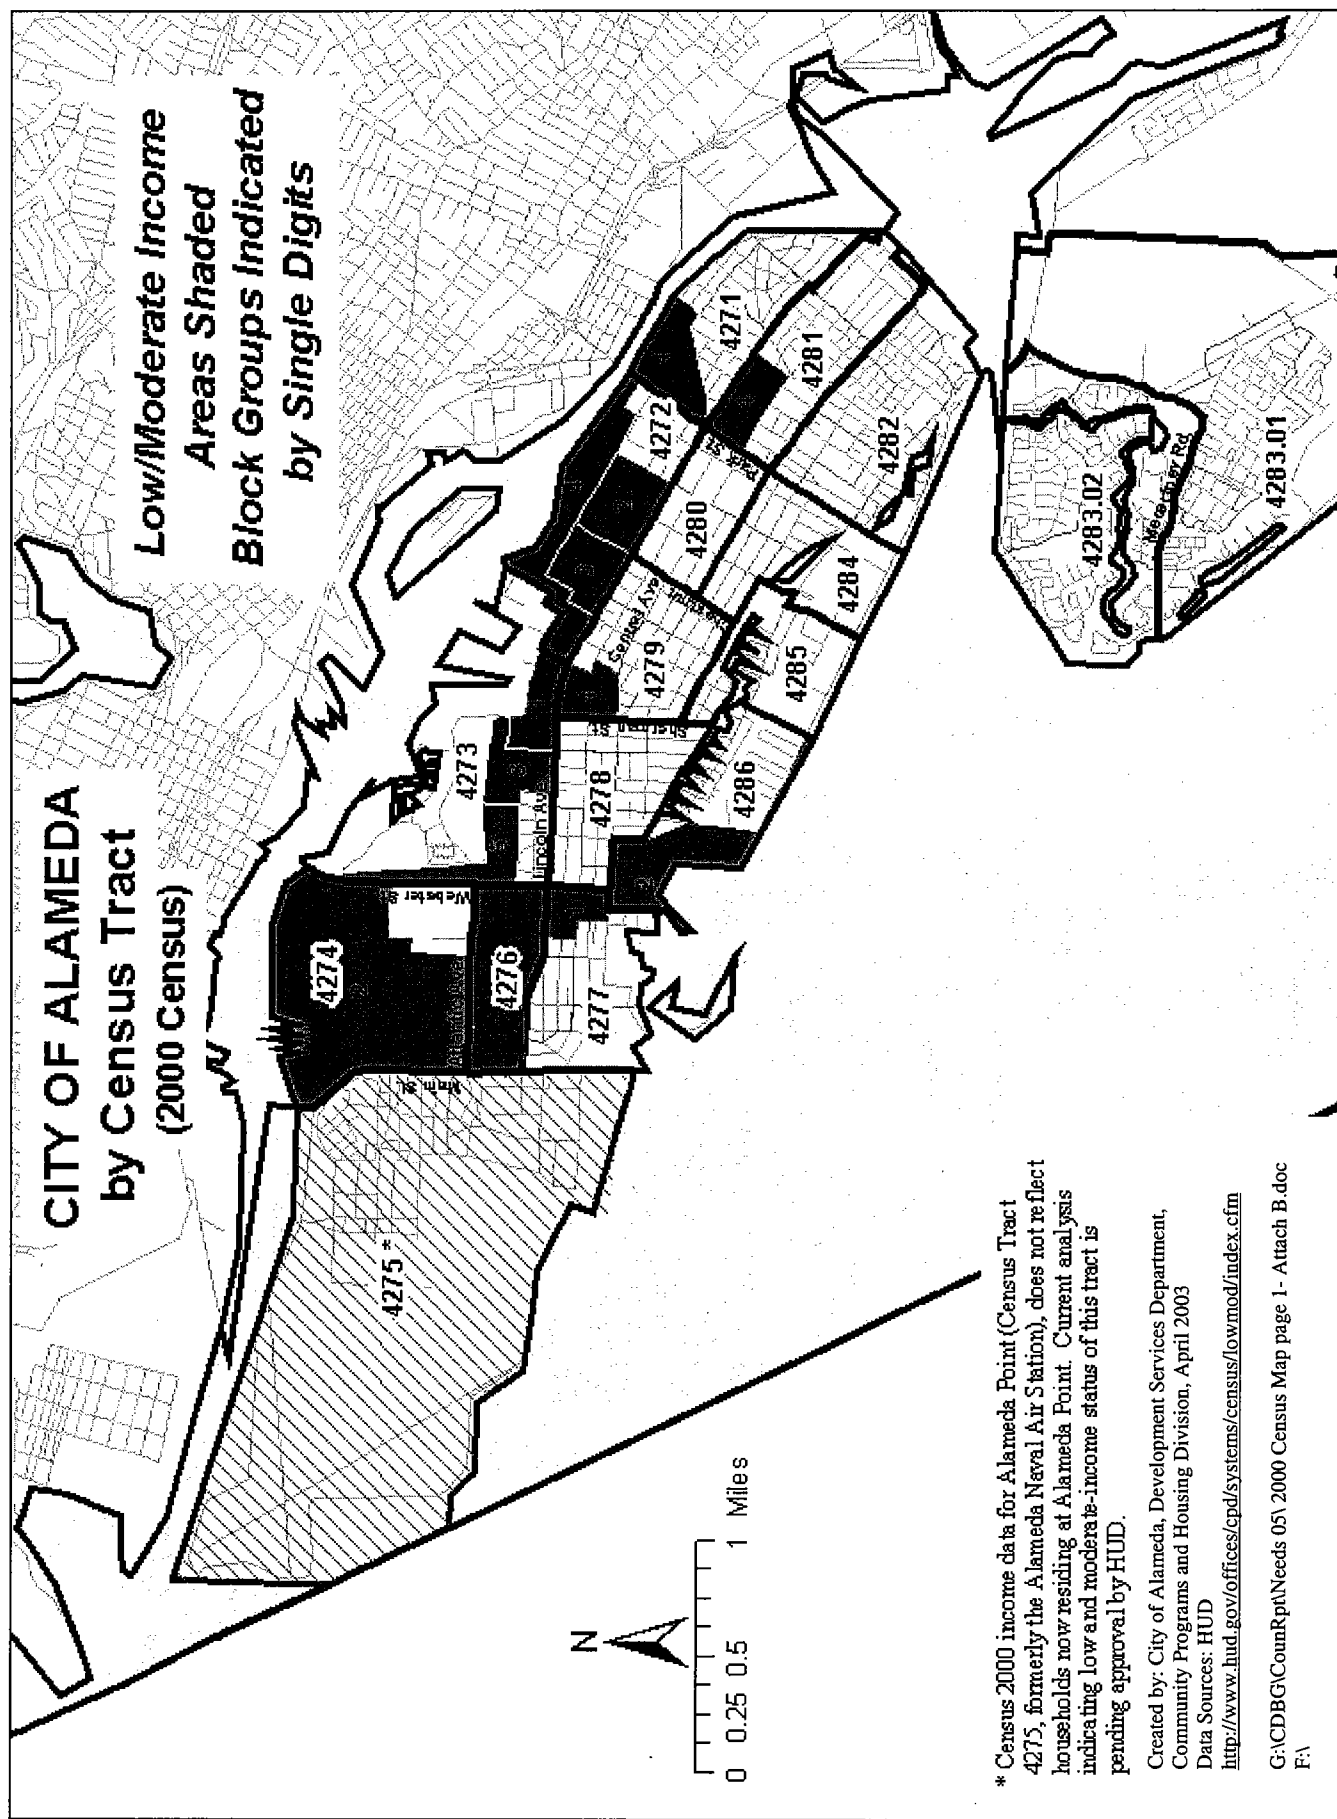 CITY OF ALAMEDA
by Census Tract
(2000 Census)
Low/Moderate Income
Areas Shaded
Block Groups Indicated
by Single Digits
4275 *
4274
4276
4277
4273
4278
4286
4279
4285
4284
4280
4272
4271
4281
4282
4283.02
4283.01
Main St
Atlantic Ave
Webster St
Lincoln Ave
Sherman St
Central Ave
Park St
N
0 0.25 0.5 1 Miles
* Census 2000 income data for Alameda Point (Census Tract
4275, formerly the Alameda Naval Air Station), does not reflect
households now residing at Alameda Point. Current analysis
indicating low and moderate-income status of this tract is
pending approval by HUD.
Created by: City of Alameda, Development Services Department,
Community Programs and Housing Division, April 2003
Data Sources: HUD
http://www.hud.gov/offices/cpd/systems/census/lowmod/index.cfm
G:\CDBG\CounRpt\Needs 05\ 2000 Census Map page 1- Attach B.doc
F:\